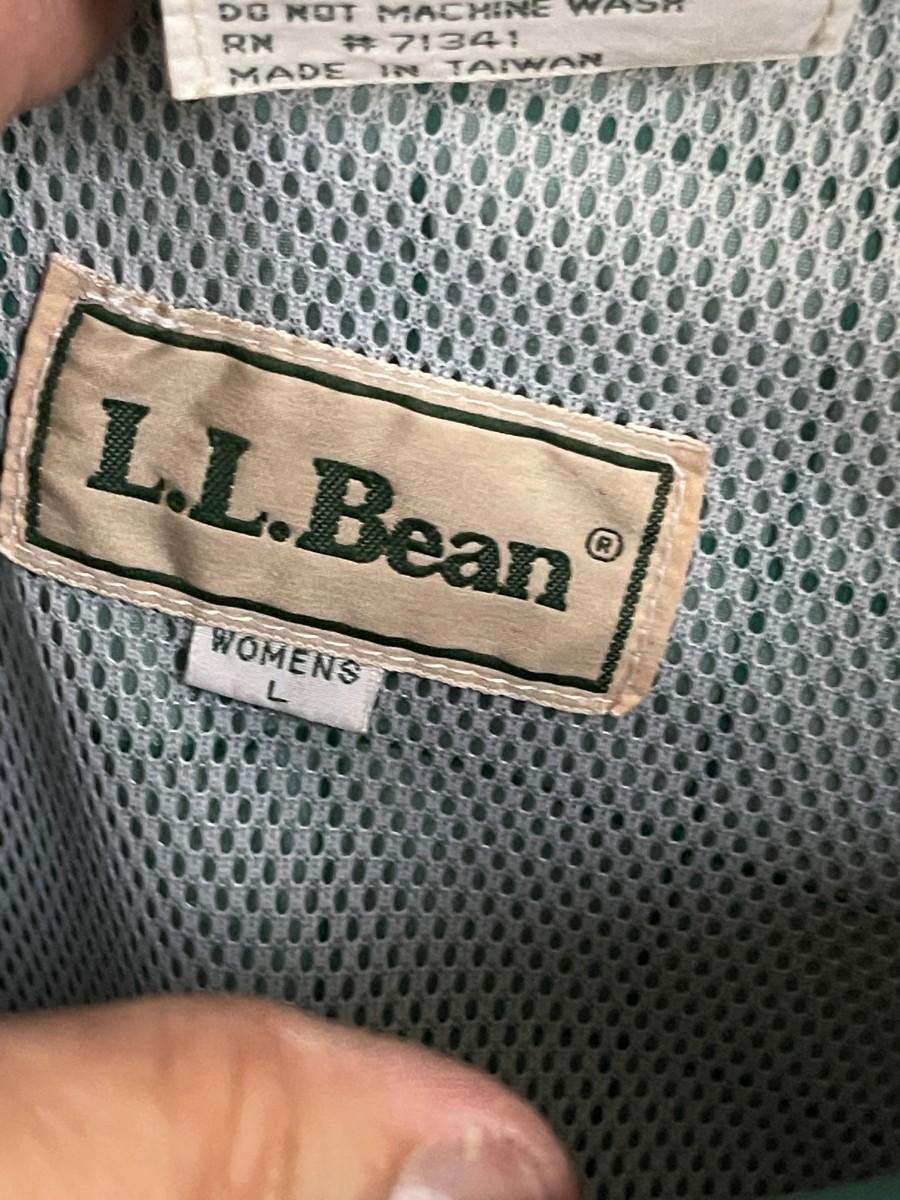 DO NOT MACHINE WASH
RN #71341
MADE IN TAIWAN
L.L.Bean®
WOMENS
L